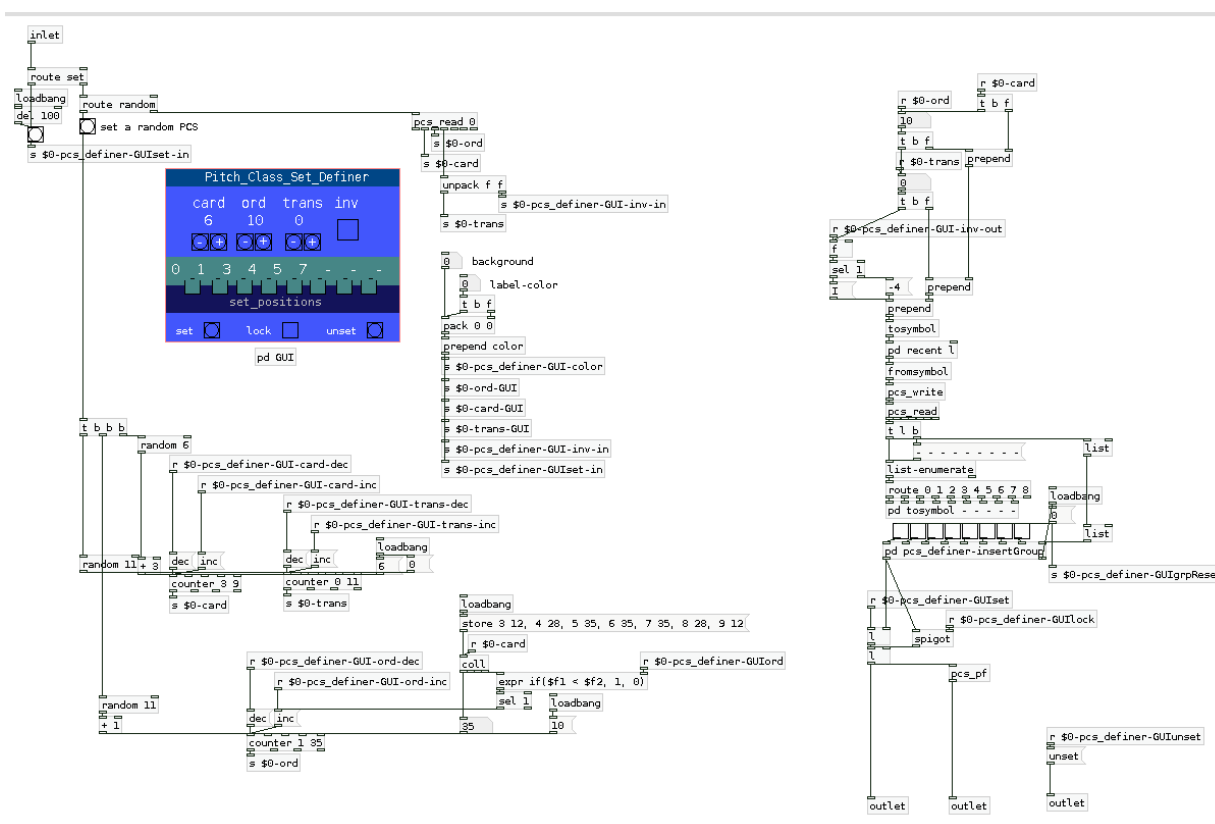 inlet
route set
loadbang
del 100
route random
set a random PCS
s $0-pcs_definer-GUIset-in
pcs_read 0
s $0-ord
s $0-card
unpack f f
s $0-pcs_definer-GUI-inv-in
s $0-trans
Pitch_Class_Set_Definer
card ord trans inv
6 10 0
- + - + - +
0 1 3 4 5 7 - - -
set_positions
set lock unset
pd GUI
0 background
0 label-color
t b f
pack 0 0
prepend color
s $0-pcs_definer-GUI-color
s $0-ord-GUI
s $0-card-GUI
s $0-trans-GUI
s $0-pcs_definer-GUI-inv-in
s $0-pcs_definer-GUIset-in
t b b b
random 6
r $0-pcs_definer-GUI-card-dec
r $0-pcs_definer-GUI-card-inc
r $0-pcs_definer-GUI-trans-dec
r $0-pcs_definer-GUI-trans-inc
loadbang
random 11 + 3 dec inc dec inc 6 0
counter 3 9 counter 0 11
s $0-card s $0-trans
loadbang
store 3 12, 4 28, 5 35, 6 35, 7 35, 8 28, 9 12
r $0-card
r $0-pcs_definer-GUI-ord-dec coll r $0-pcs_definer-GUIord
r $0-pcs_definer-GUI-ord-inc expr if($f1 < $f2, 1, 0)
random 11 sel 1 loadbang
+ 1 dec inc 35 10
counter 1 35
s $0-ord
r $0-card
r $0-ord t b f
10
t b f
r $0-trans prepend
0
t b f
r $0-pcs_definer-GUI-inv-out
f
sel 1
I -4 prepend
prepend
tosymbol
pd recent l
fromsymbol
pcs_write
pcs_read
t l b
- - - - - - - - - list
list-enumerate
route 0 1 2 3 4 5 6 7 8
loadbang
pd tosymbol - - - - - 0
list
pd pcs_definer-insertGroup
s $0-pcs_definer-GUIgrpRese
r $0-pcs_definer-GUIset
r $0-pcs_definer-GUIlock
l spigot
l
pcs_pf
r $0-pcs_definer-GUIunset
unset
outlet outlet outlet